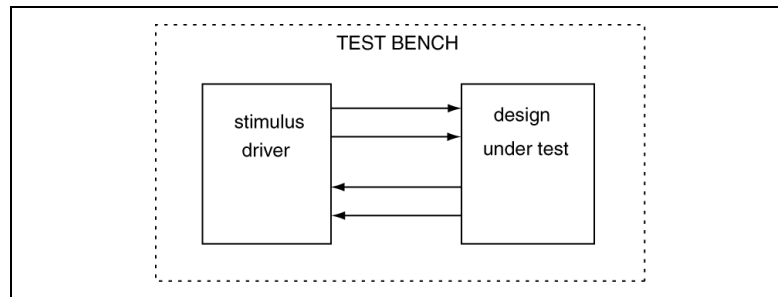 TEST BENCH
stimulus
driver
design
under test